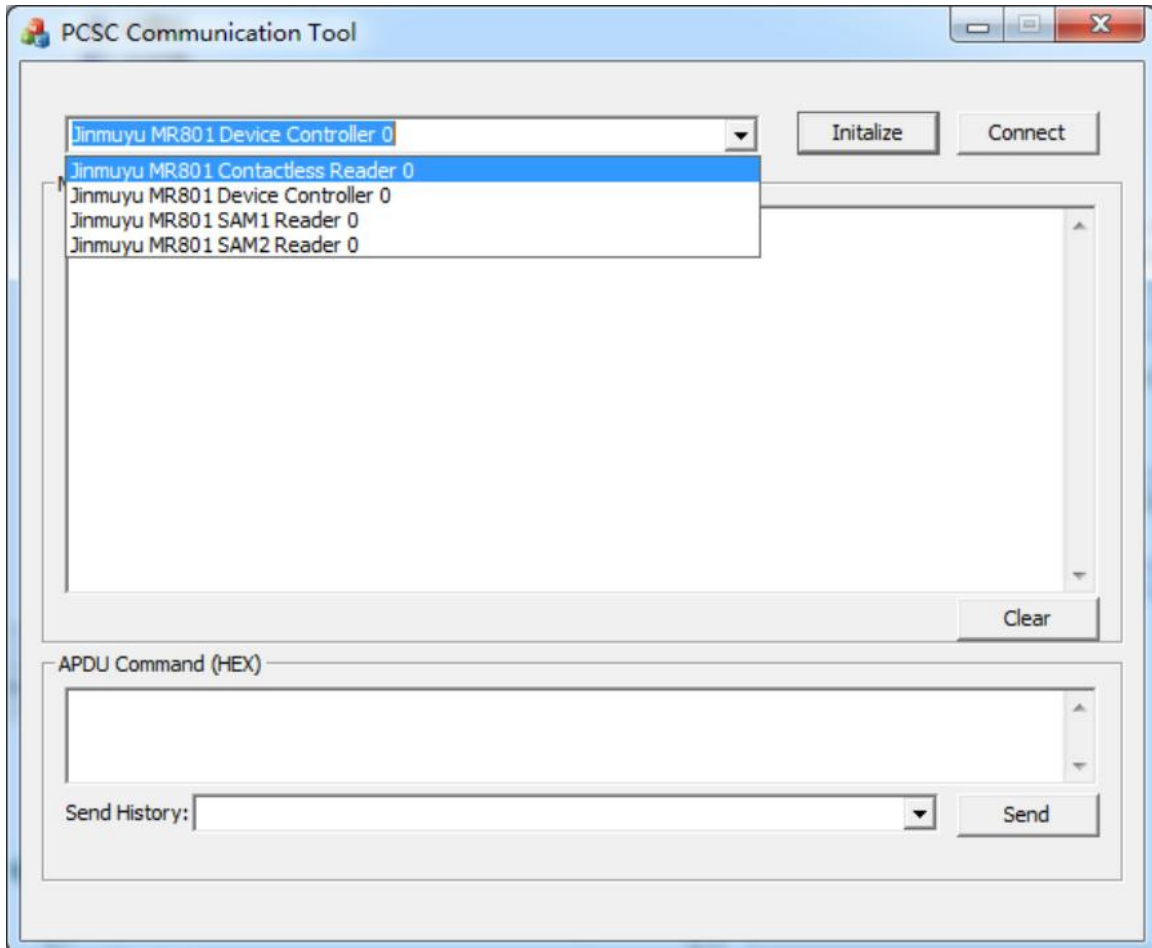 PCSC Communication Tool
Jinmuyu MR801 Device Controller 0
Initalize
Connect
Jinmuyu MR801 Contactless Reader 0
Jinmuyu MR801 Device Controller 0
Jinmuyu MR801 SAM1 Reader 0
Jinmuyu MR801 SAM2 Reader 0
Clear
APDU Command (HEX)
Send History:
Send